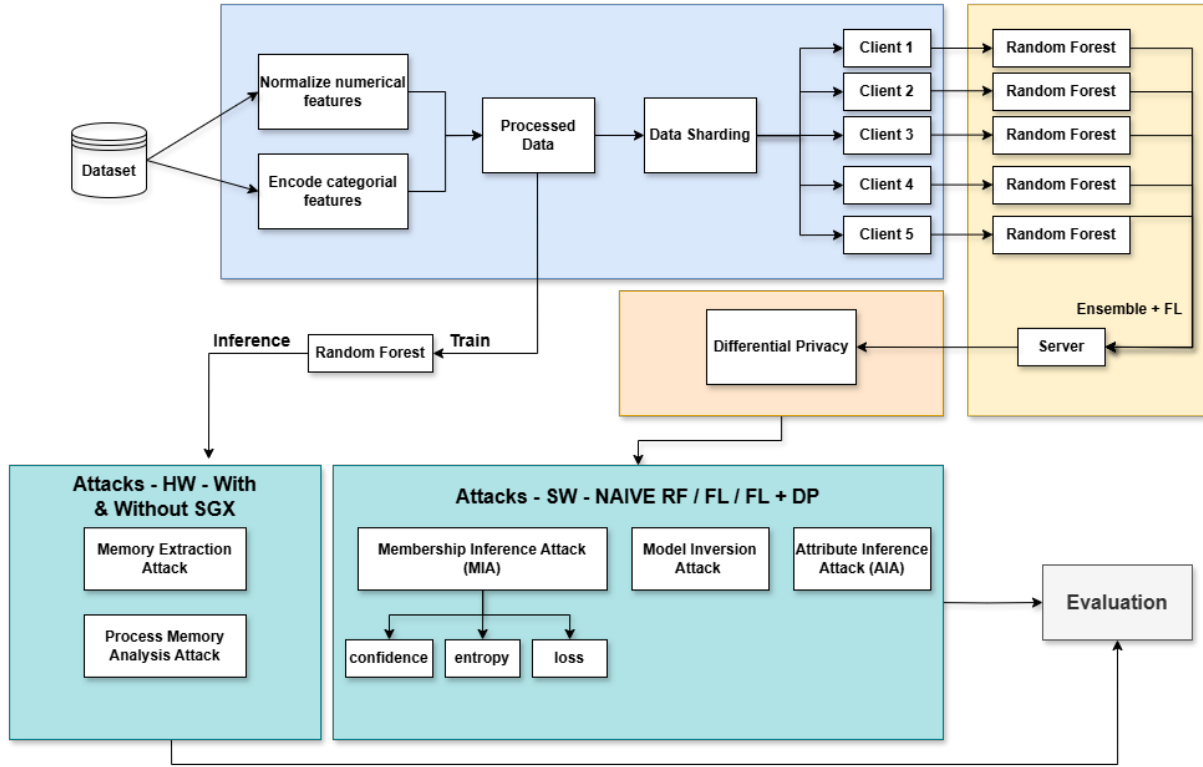 Dataset
Normalize numerical
features
Encode categorial
features
Processed
Data
Data Sharding
Client 1
Client 2
Client 3
Client 4
Client 5
Random Forest
Random Forest
Random Forest
Random Forest
Random Forest
Ensemble + FL
Server
Differential Privacy
Inference
Random Forest
Train
Attacks - HW - With
& Without SGX
Memory Extraction
Attack
Process Memory
Analysis Attack
Attacks - SW - NAIVE RF / FL / FL + DP
Membership Inference Attack
(MIA)
confidence
entropy
loss
Model Inversion
Attack
Attribute Inference
Attack (AIA)
Evaluation